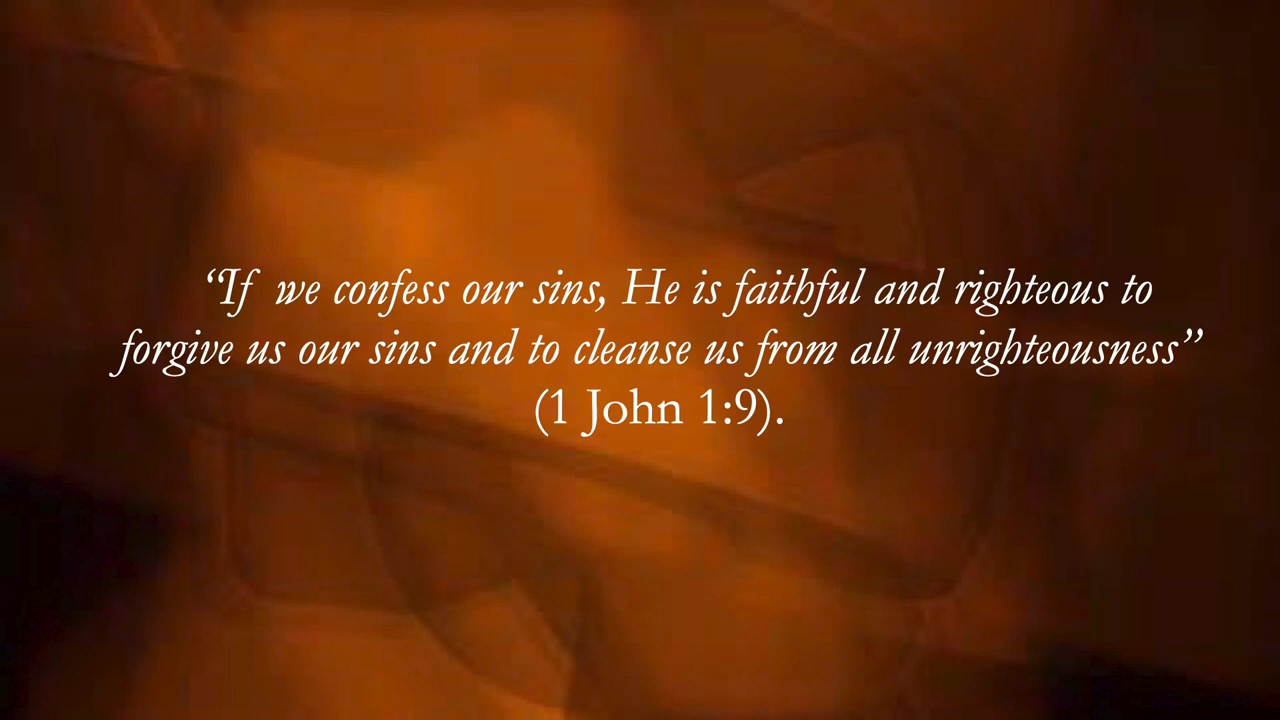 “If we confess our sins, He is faithful and righteous to
forgive us our sins and to cleanse us from all unrighteousness”
(1 John 1:9).